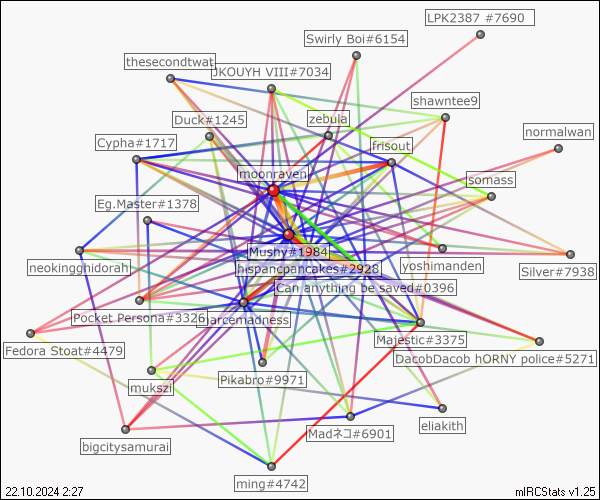 LPK2387 #7690
Swirly Boi#6154
thesecondtwat
JKOUYH VIII#7034
shawntee9
Duck#1245
zebula
normalwan
Cypha#1717
frisout
moonraven
somass
Eg.Master#1378
Mushy#1984
hispancpancakes#2928
yoshimanden
Silver#7938
neokingghidorah
Can anything be saved#0396
Pocket Persona#3326
jarcemadness
Majestic#3375
Fedora Stoat#4479
DacobDacob hORNY police#5271
mukszi
Pikabro#9971
eliakith
bigcitysamurai
Madネコ#6901
ming#4742
22.10.2024 2:27
mIRCStats v1.25